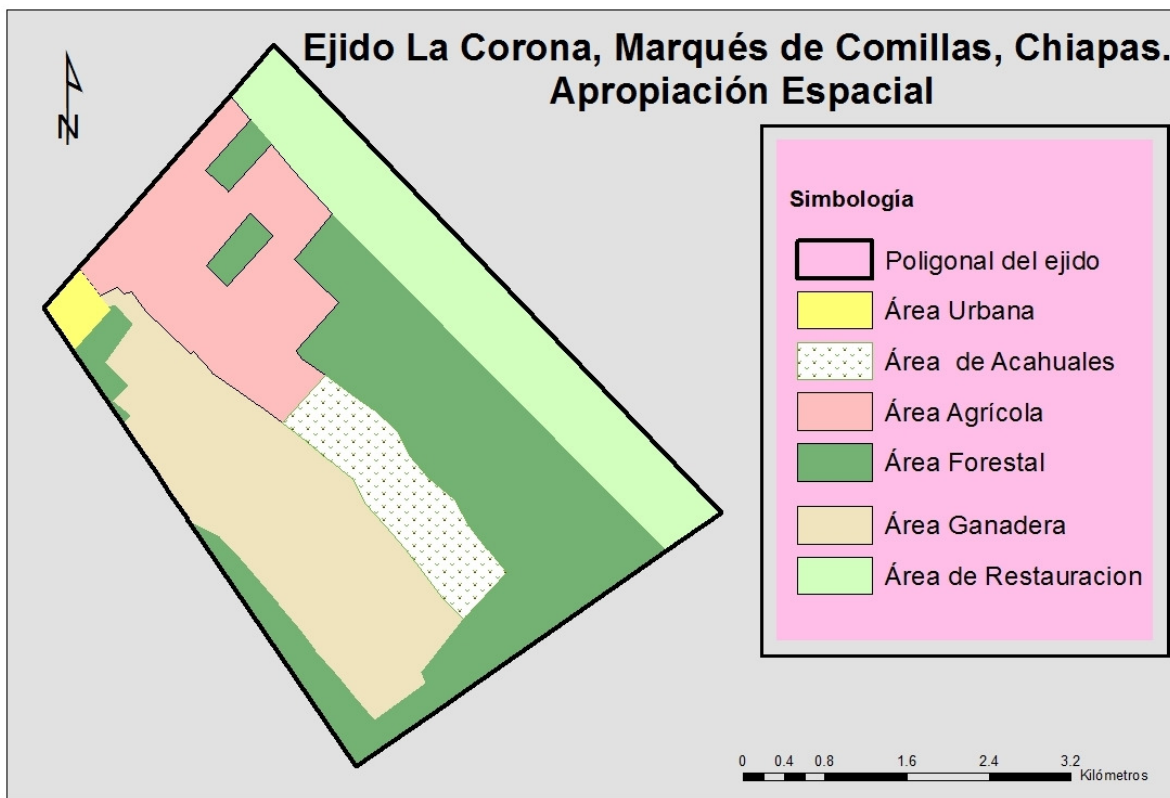 Ejido La Corona, Marqués de Comillas, Chiapas.
Apropiación Espacial
N
Simbología
Poligonal del ejido
Área Urbana
Área de Acahuales
Área Agrícola
Área Forestal
Área Ganadera
Área de Restauracion
0 0.4 0.8 1.6 2.4 3.2
Kilómetros